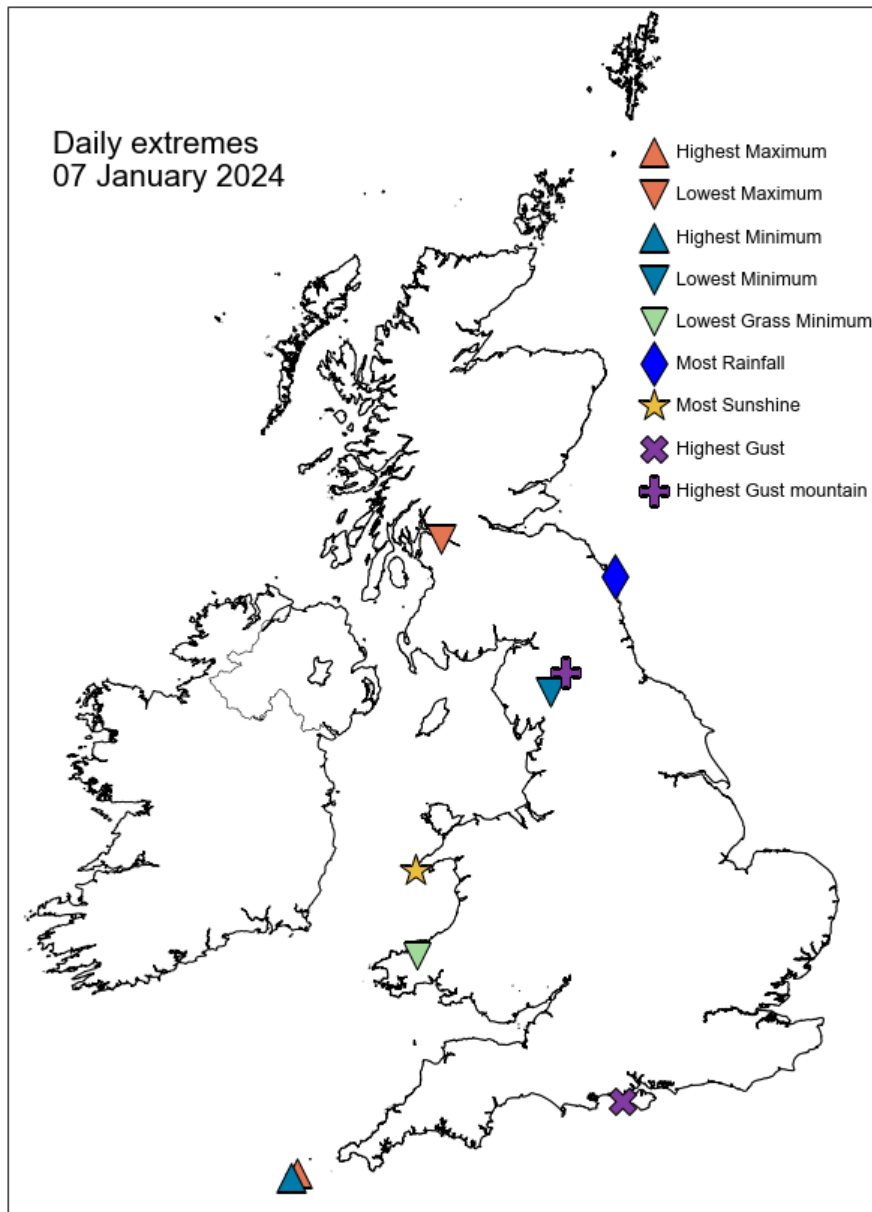 Daily extremes
07 January 2024
Highest Maximum
Lowest Maximum
Highest Minimum
Lowest Minimum
Lowest Grass Minimum
Most Rainfall
Most Sunshine
Highest Gust
Highest Gust mountain